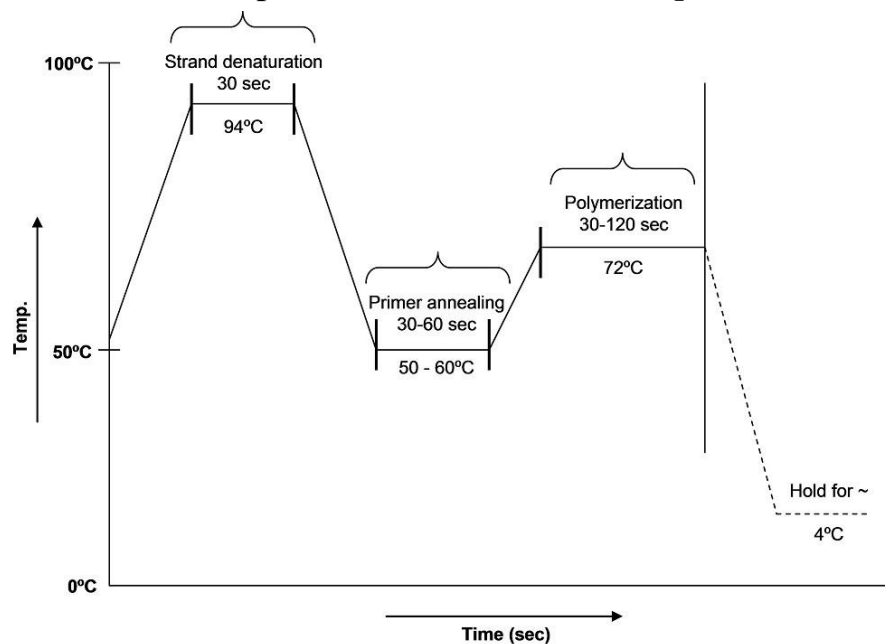 Strand denaturation
30 sec
94ºC
100ºC
Polymerization
30-120 sec
72ºC
Primer annealing
30-60 sec
50 - 60ºC
Temp.
50ºC
Hold for ~
4ºC
0ºC
Time (sec)